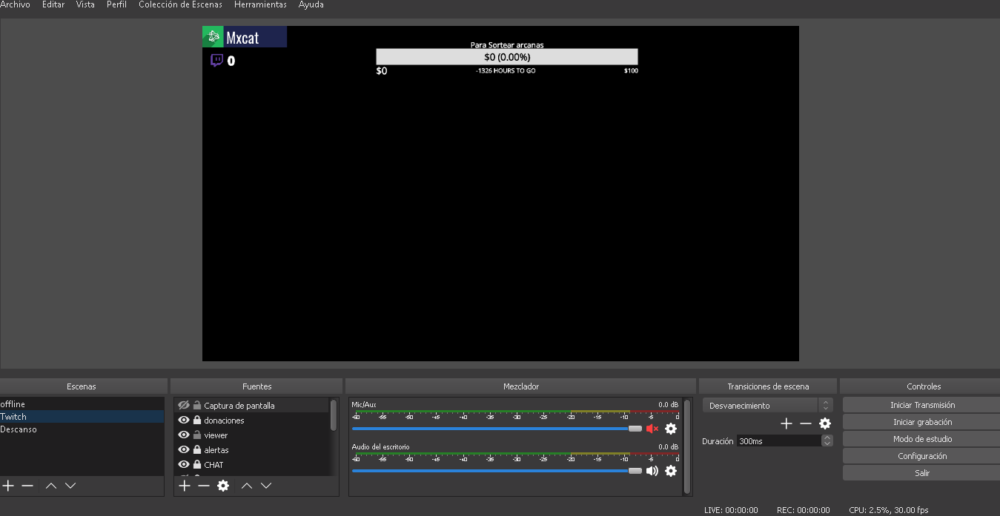 Archivo Editar Vista Perfil Colección de Escenas Herramientas Ayuda
Mxcat
0
Para Sortear arcanas
$0 (0.00%)
$0 -1326 HOURS TO GO $100
Escenas
offline
Twitch
Descanso
Fuentes
Captura de pantalla
donaciones
viewer
alertas
CHAT
Mezclador
Mic/Aux 0.0 dB
-60 -55 -50 -45 -40 -35 -30 -25 -20 -15 -10 -5 0
Audio del escritorio 0.0 dB
-60 -55 -50 -45 -40 -35 -30 -25 -20 -15 -10 -5 0
Transiciones de escena
Desvanecimiento
Duración 300ms
Controles
Iniciar Transmisión
Iniciar grabación
Modo de estudio
Configuración
Salir
LIVE: 00:00:00 REC: 00:00:00 CPU: 2.5%, 30.00 fps